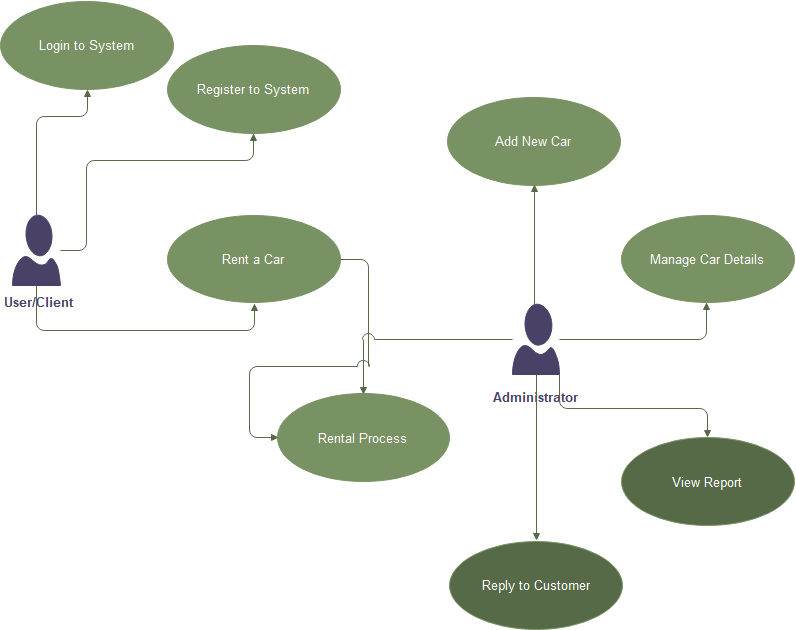 Login to System
Register to System
Add New Car
Rent a Car
Manage Car Details
User/Client
Administrator
Rental Process
View Report
Reply to Customer